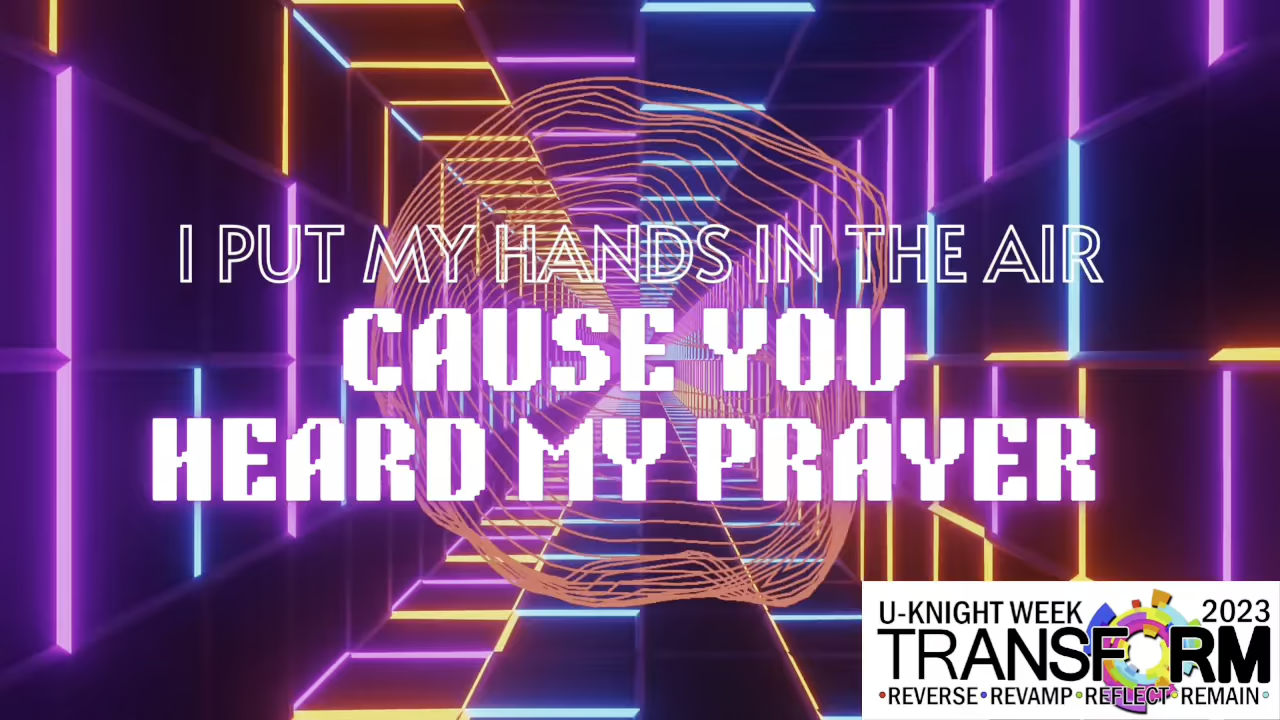 I PUT MY HANDS IN THE AIR
CAUSE YOU
HEARD MY PRAYER
U-KNIGHT WEEK 2023
TRANSFORM
•REVERSE•REVAMP•REFLECT•REMAIN•